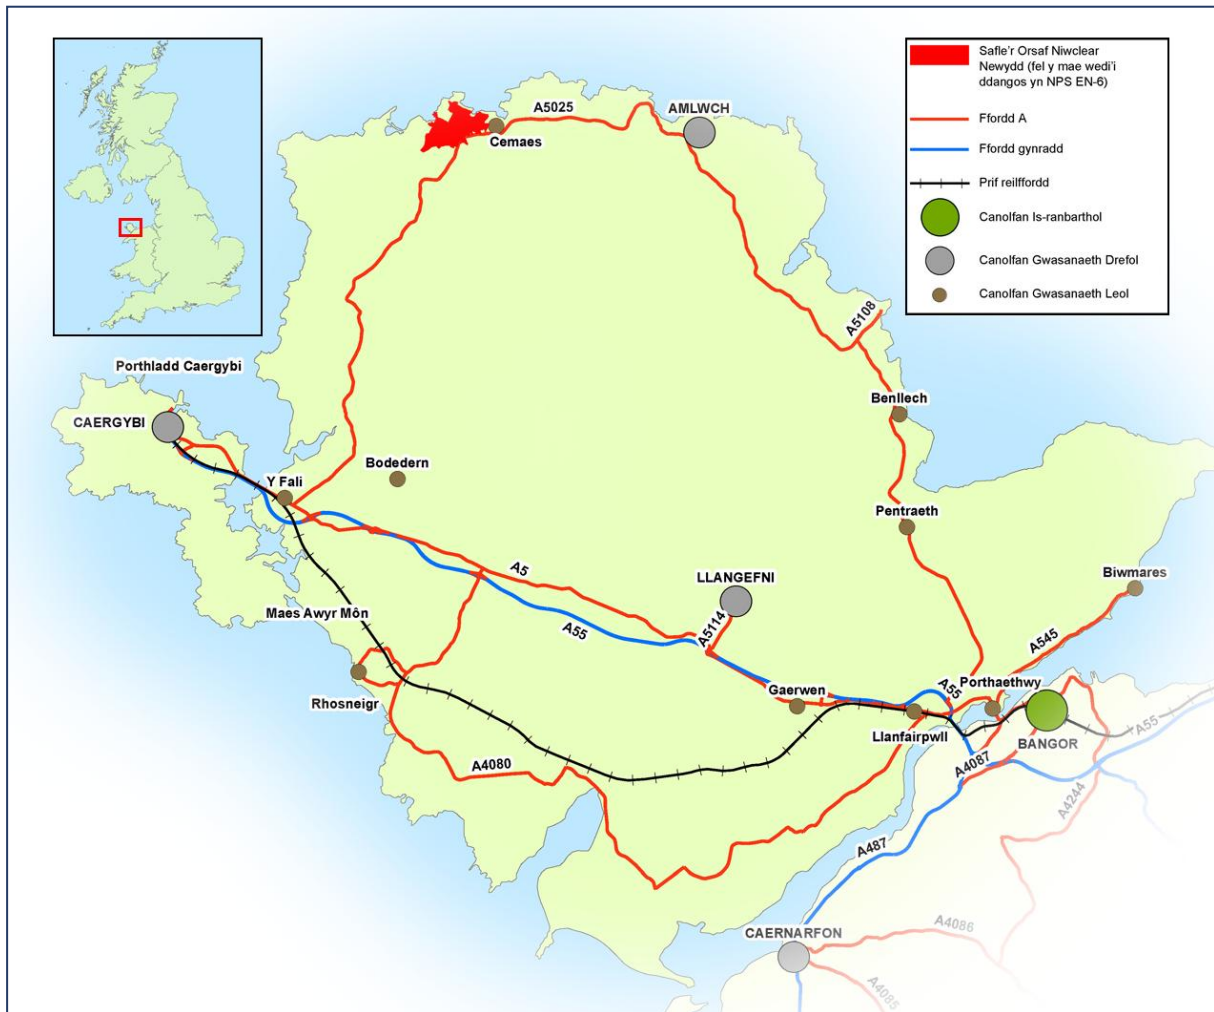 Safle'r Orsaf Niwclear
Newydd (fel y mae wedi'i
ddangos yn NPS EN-6)
Ffordd A
Ffordd gynradd
Prif reilffordd
Canolfan Is-ranbarthol
Canolfan Gwasanaeth Drefol
Canolfan Gwasanaeth Leol
A5025
AMLWCH
Cemaes
A5108
Porthladd Caergybi
CAERGYBI
Benllech
Bodedern
Y Fali
Pentraeth
A5
LLANGEFNI
Biwmares
Maes Awyr Môn
A55
A5114
A545
Rhosneigr
Gaerwen
A55
Porthaethwy
Llanfairpwll
BANGOR
A55
A4080
A4087
A4244
A487
CAERNARFON
A4086
A4085